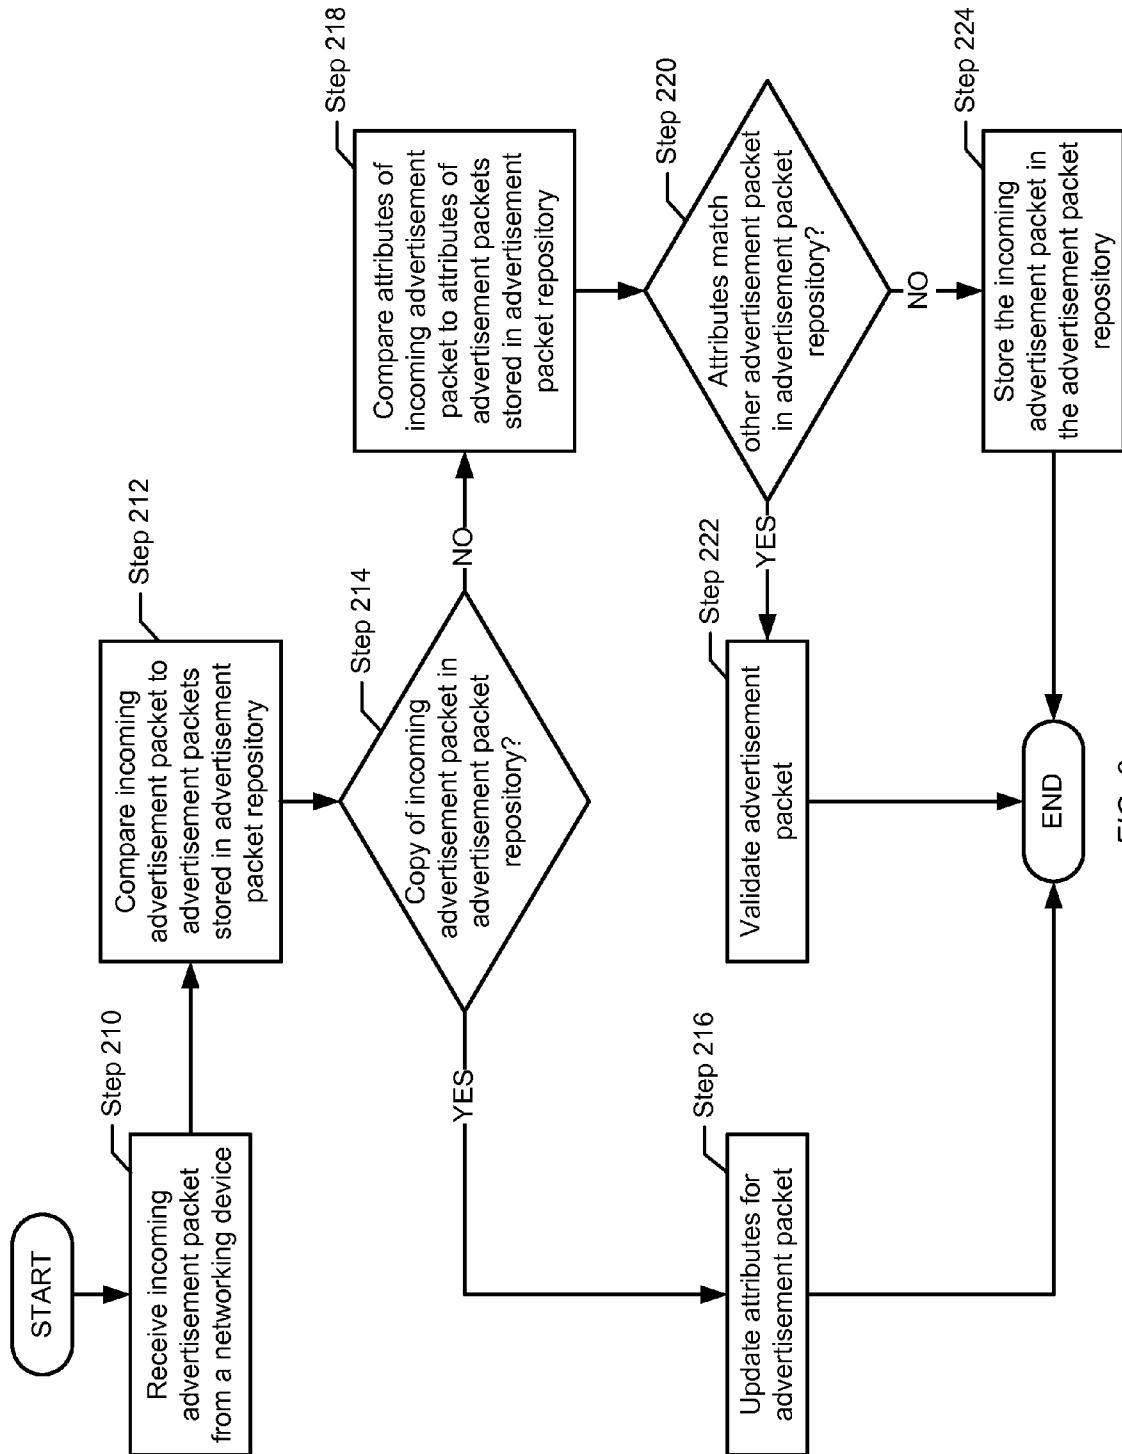 START
Receive incoming
advertisement packet
from a networking device
Step 210
Compare incoming
advertisement packet to
advertisement packets
stored in advertisement
packet repository
Step 212
Copy of incoming
advertisement packet in
advertisement packet
repository?
Step 214
YES
NO
Update attributes for
advertisement packet
Step 216
Compare attributes of
incoming advertisement
packet to attributes of
advertisement packets
stored in advertisement
packet repository
Step 218
Attributes match
other advertisement packet
in advertisement packet
repository?
Step 220
YES
NO
Validate advertisement
packet
Step 222
Store the incoming
advertisement packet in
the advertisement packet
repository
Step 224
END
FIG.